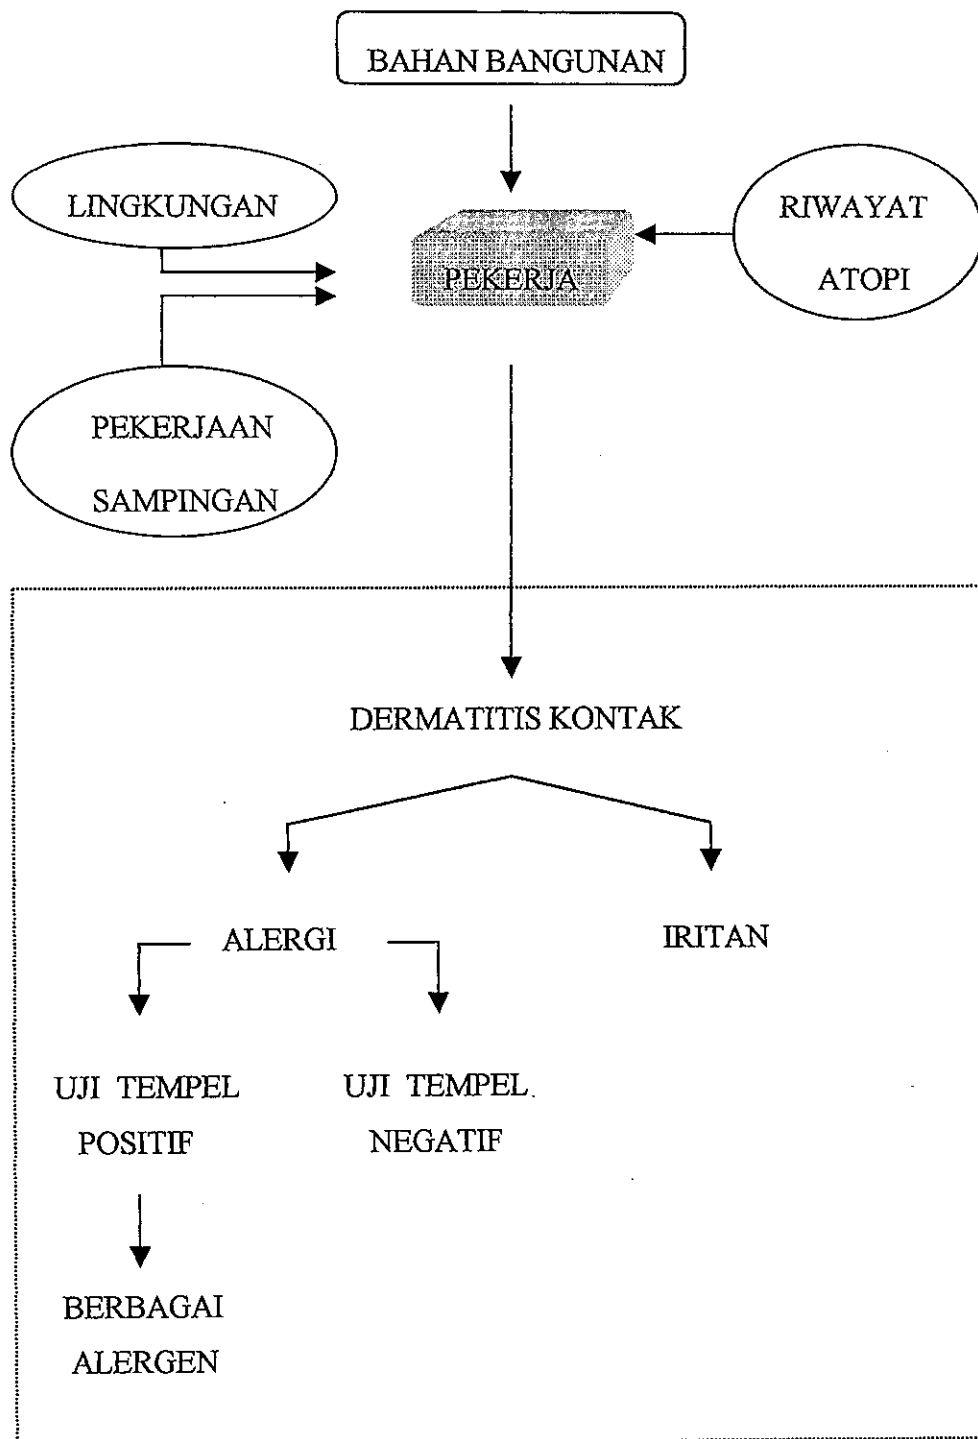 BAHAN BANGUNAN
LINGKUNGAN
RIWAYAT
ATOPI
PEKERJA
PEKERJAAN
SAMPINGAN
DERMATITIS KONTAK
ALERGI
IRITAN
UJI TEMPEL
POSITIF
UJI TEMPEL
NEGATIF
BERBAGAI
ALERGEN